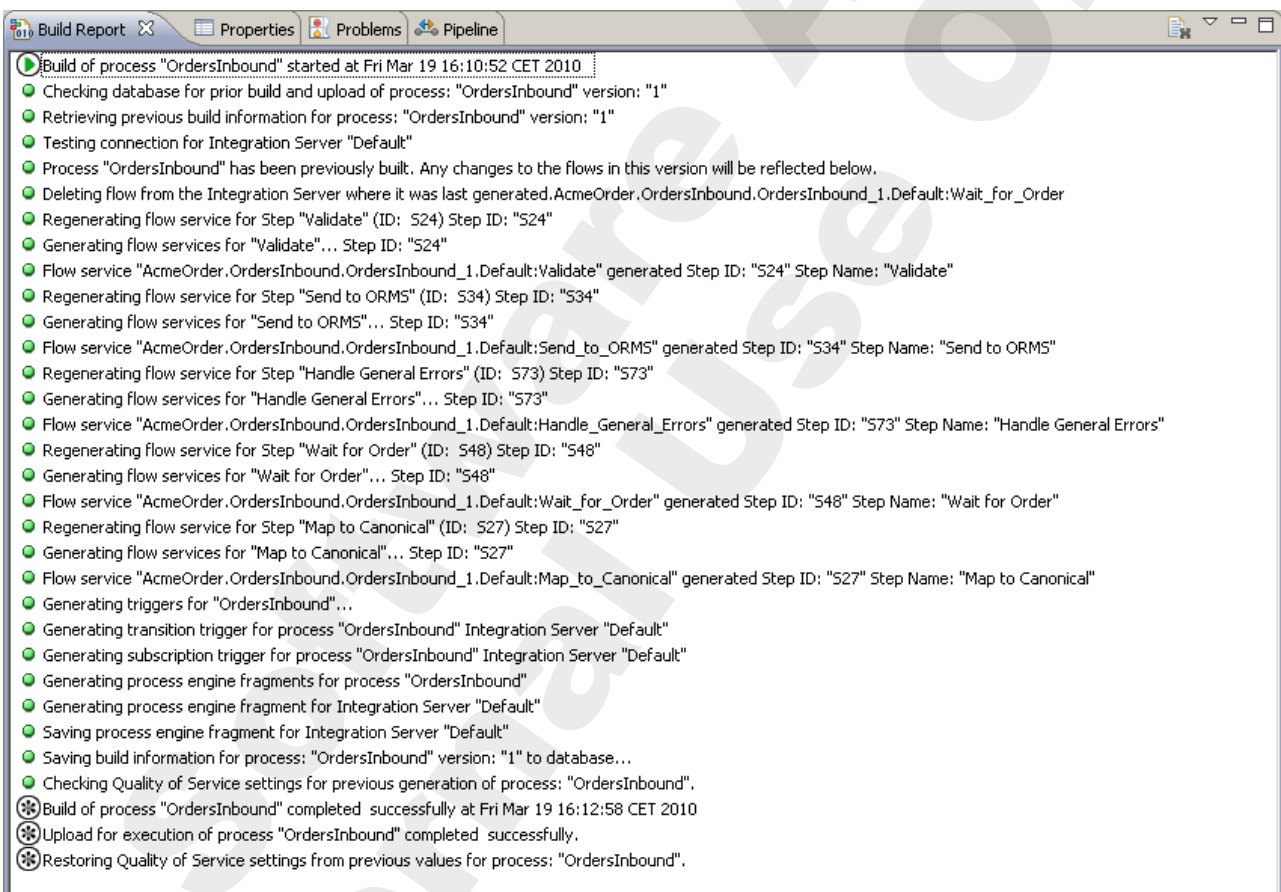 Build Report Properties Problems Pipeline
Build of process "OrdersInbound" started at Fri Mar 19 16:10:52 CET 2010
Checking database for prior build and upload of process: "OrdersInbound" version: "1"
Retrieving previous build information for process: "OrdersInbound" version: "1"
Testing connection for Integration Server "Default"
Process "OrdersInbound" has been previously built. Any changes to the flows in this version will be reflected below.
Deleting flow from the Integration Server where it was last generated.AcmeOrder.OrdersInbound.OrdersInbound_1.Default:Wait_for_Order
Regenerating flow service for Step "Validate" (ID: S24) Step ID: "S24"
Generating flow services for "Validate"... Step ID: "S24"
Flow service "AcmeOrder.OrdersInbound.OrdersInbound_1.Default:Validate" generated Step ID: "S24" Step Name: "Validate"
Regenerating flow service for Step "Send to ORMS" (ID: S34) Step ID: "S34"
Generating flow services for "Send to ORMS"... Step ID: "S34"
Flow service "AcmeOrder.OrdersInbound.OrdersInbound_1.Default:Send_to_ORMS" generated Step ID: "S34" Step Name: "Send to ORMS"
Regenerating flow service for Step "Handle General Errors" (ID: S73) Step ID: "S73"
Generating flow services for "Handle General Errors"... Step ID: "S73"
Flow service "AcmeOrder.OrdersInbound.OrdersInbound_1.Default:Handle_General_Errors" generated Step ID: "S73" Step Name: "Handle General Errors"
Regenerating flow service for Step "Wait for Order" (ID: S48) Step ID: "S48"
Generating flow services for "Wait for Order"... Step ID: "S48"
Flow service "AcmeOrder.OrdersInbound.OrdersInbound_1.Default:Wait_for_Order" generated Step ID: "S48" Step Name: "Wait for Order"
Regenerating flow service for Step "Map to Canonical" (ID: S27) Step ID: "S27"
Generating flow services for "Map to Canonical"... Step ID: "S27"
Flow service "AcmeOrder.OrdersInbound.OrdersInbound_1.Default:Map_to_Canonical" generated Step ID: "S27" Step Name: "Map to Canonical"
Generating triggers for "OrdersInbound"...
Generating transition trigger for process "OrdersInbound" Integration Server "Default"
Generating subscription trigger for process "OrdersInbound" Integration Server "Default"
Generating process engine fragments for process "OrdersInbound"
Generating process engine fragment for Integration Server "Default"
Saving process engine fragment for Integration Server "Default"
Saving build information for process: "OrdersInbound" version: "1" to database...
Checking Quality of Service settings for previous generation of process: "OrdersInbound".
Build of process "OrdersInbound" completed successfully at Fri Mar 19 16:12:58 CET 2010
Upload for execution of process "OrdersInbound" completed successfully.
Restoring Quality of Service settings from previous values for process: "OrdersInbound".